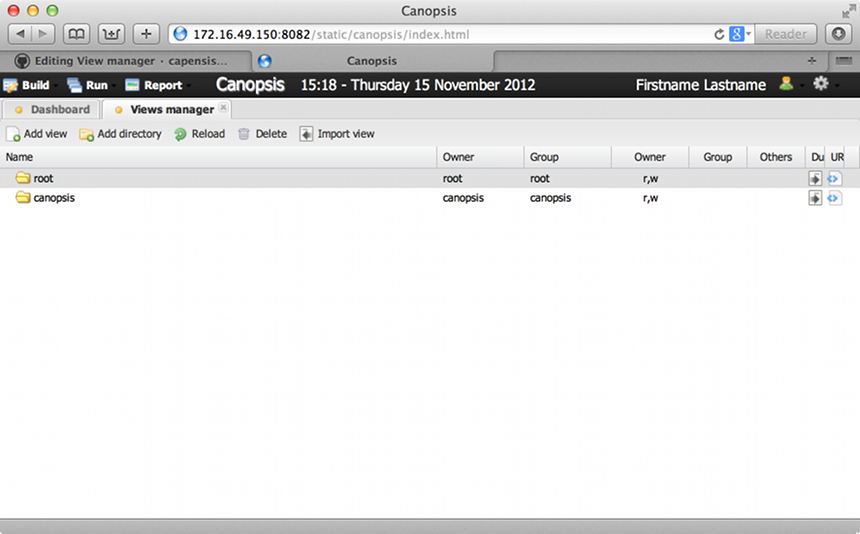 Canopsis
172.16.49.150:8082/static/canopsis/index.html
Reader
Editing View manager · capensis...
Canopsis
Build Run Report Canopsis 15:18 - Thursday 15 November 2012 Firstname Lastname
Dashboard Views manager
Add view Add directory Reload Delete Import view
Name Owner Group Owner Group Others Du UR
root root root r,w
canopsis canopsis canopsis r,w